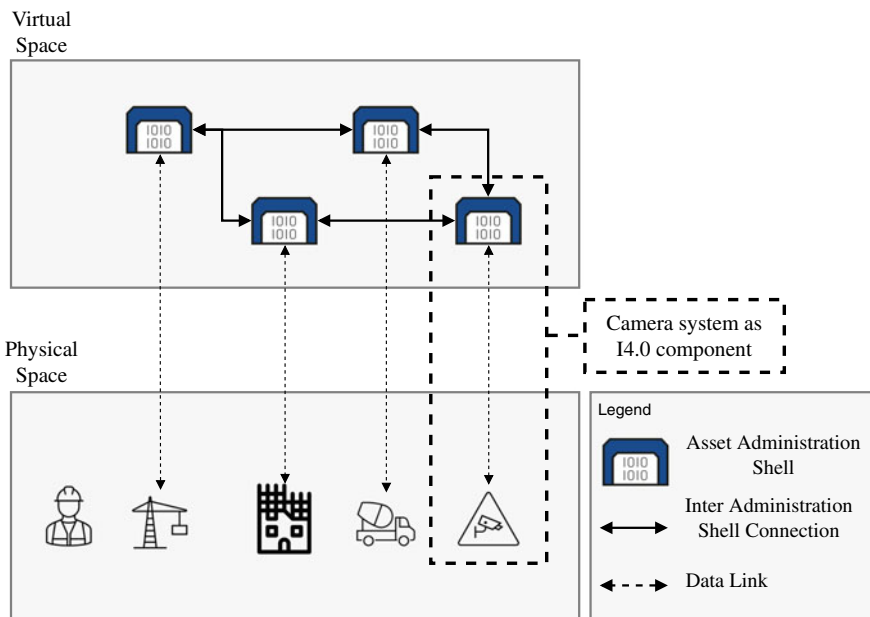 Virtual
Space
1010
1010
1010
1010
1010
1010
1010
1010
Camera system as
I4.0 component
Physical
Space
Legend
1010
1010
Asset Administration
Shell
Inter Administration
Shell Connection
Data Link